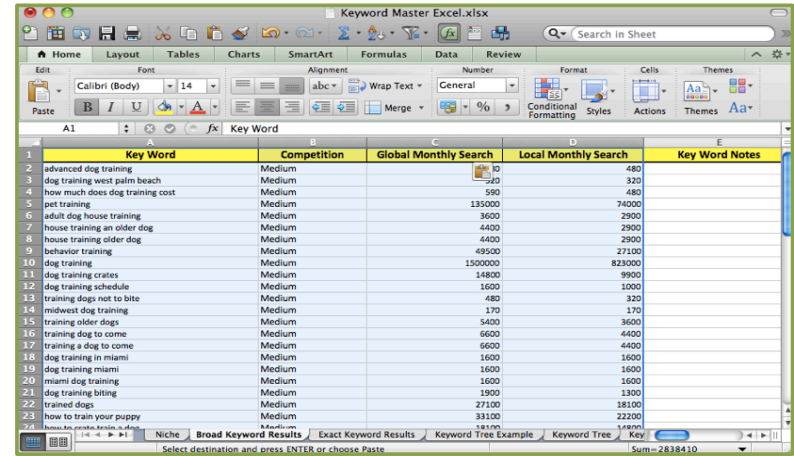 Keyword Master Excel.xlsx
Search in Sheet
Home Layout Tables Charts SmartArt Formulas Data Review
Edit Font Alignment Number Format Cells Themes
Calibri (Body) 14 abc Wrap Text General Aa
Paste B I U A Merge % Conditional Formatting Styles Actions Themes Aa
A1 fx Key Word
A B C D E
1 Key Word Competition Global Monthly Search Local Monthly Search Key Word Notes
2 advanced dog training Medium 480
3 dog training west palm beach Medium 320
4 how much does dog training cost Medium 590 480
5 pet training Medium 135000 74000
6 adult dog house training Medium 3600 2900
7 house training an older dog Medium 4400 2900
8 house training older dog Medium 4400 2900
9 behavior training Medium 49500 27100
10 dog training Medium 1500000 823000
11 dog training crates Medium 14800 9900
12 dog training schedule Medium 1600 1000
13 training dogs not to bite Medium 480 320
14 midwest dog training Medium 170 170
15 training older dogs Medium 5400 3600
16 training dog to come Medium 6600 4400
17 training a dog to come Medium 6600 4400
18 dog training in miami Medium 1600 1600
19 dog training miami Medium 1600 1600
20 miami dog training Medium 1600 1600
21 dog training biting Medium 1900 1300
22 trained dogs Medium 27100 18100
23 how to train your puppy Medium 33100 22200
24 how to crate train a dog Medium 18100 14800
Niche Broad Keyword Results Exact Keyword Results Keyword Tree Example Keyword Tree Key
Select destination and press ENTER or choose Paste Sum=2838410